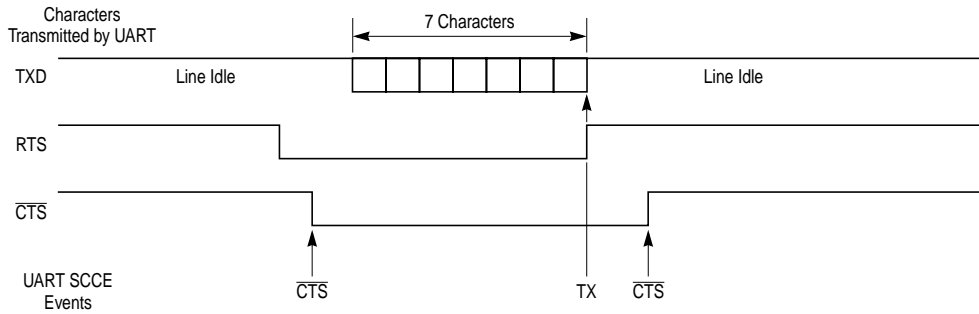 Characters
Transmitted by UART
7 Characters
TXD
Line Idle
Line Idle
RTS
CTS
UART SCCE
Events
CTS
TX
CTS